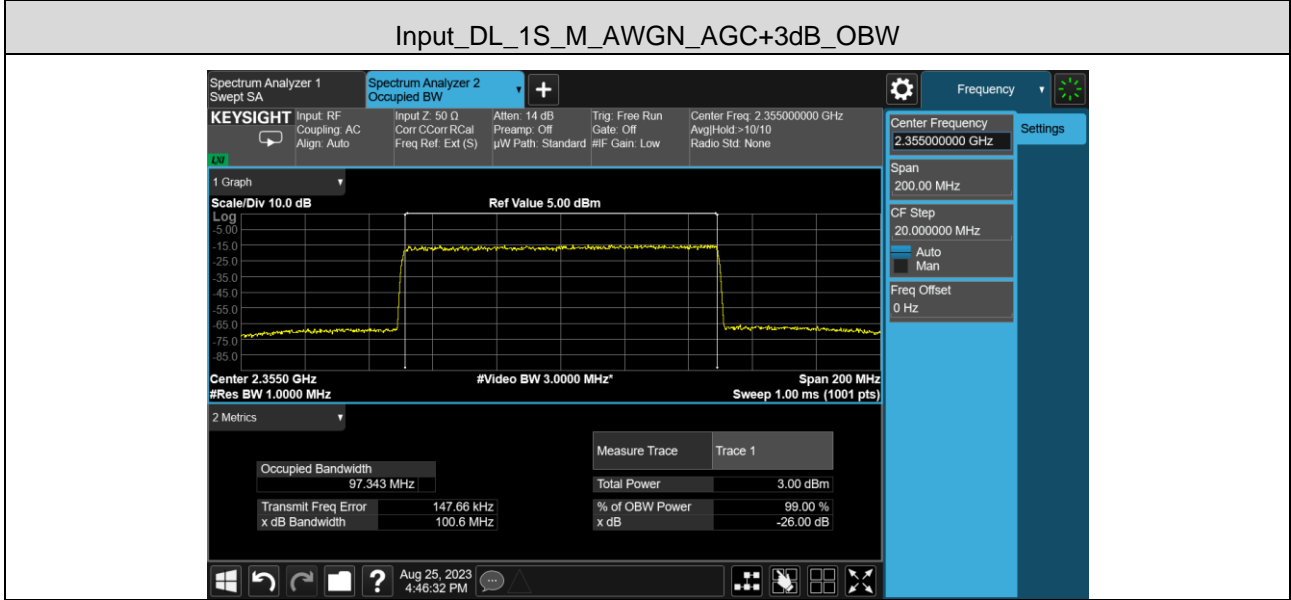 Input_DL_1S_M_AWGN_AGC+3dB_OBW
Spectrum Analyzer 1
Swept SA
Spectrum Analyzer 2
Occupied BW
Frequency
KEYSIGHT
LXI
Input: RF
Coupling: AC
Align: Auto
Input Z: 50 Ω
Corr CCorr RCal
Freq Ref: Ext (S)
Atten: 14 dB
Preamp: Off
µW Path: Standard
Trig: Free Run
Gate: Off
#IF Gain: Low
Center Freq: 2.355000000 GHz
Avg|Hold:>10/10
Radio Std: None
1 Graph
Scale/Div 10.0 dB
Ref Value 5.00 dBm
Log
-5.00
-15.0
-25.0
-35.0
-45.0
-55.0
-65.0
-75.0
-85.0
Center 2.3550 GHz
#Video BW 3.0000 MHz*
Span 200 MHz
#Res BW 1.0000 MHz
Sweep 1.00 ms (1001 pts)
2 Metrics
Measure Trace Trace 1
Occupied Bandwidth
97.343 MHz
Total Power 3.00 dBm
Transmit Freq Error 147.66 kHz
% of OBW Power 99.00 %
x dB Bandwidth 100.6 MHz
x dB -26.00 dB
Center Frequency
2.355000000 GHz
Settings
Span
200.00 MHz
CF Step
20.000000 MHz
Auto
Man
Freq Offset
0 Hz
?
Aug 25, 2023
4:46:32 PM